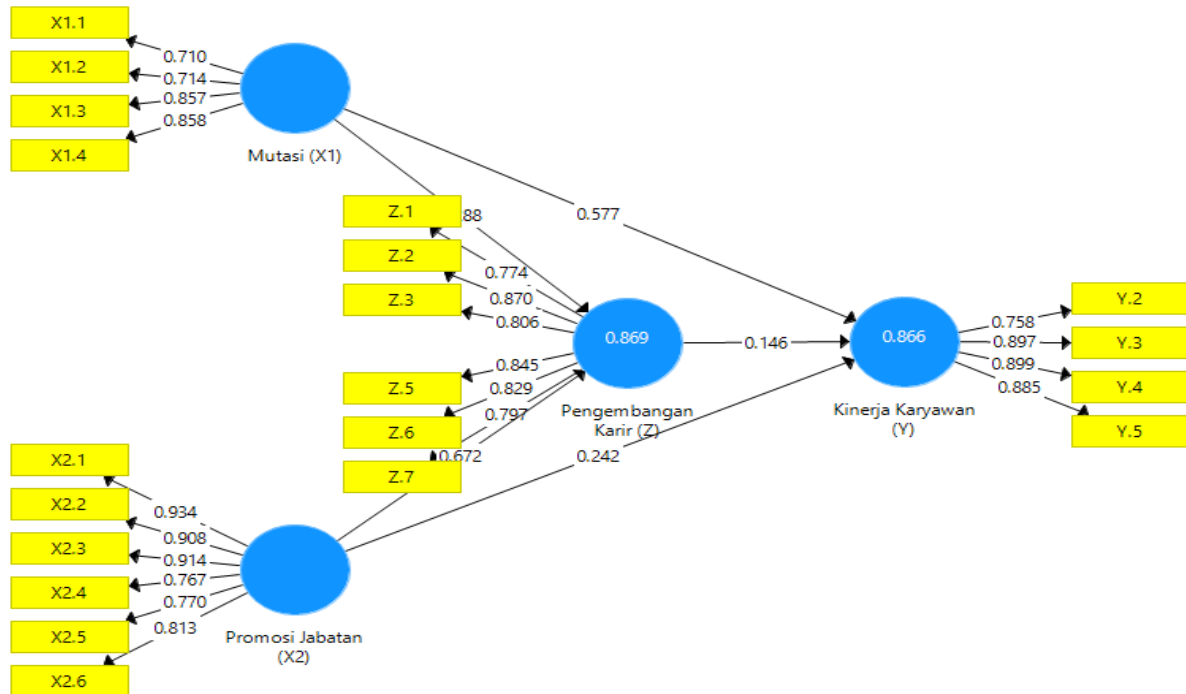 X1.1
X1.2
X1.3
X1.4
0.710
0.714
0.857
0.858
Mutasi (X1)
Z.1
Z.2
Z.3
88
0.577
0.774
0.870
0.806
0.869
0.146
0.866
Y.2
Y.3
Y.4
Y.5
0.758
0.897
0.899
0.885
Z.5
Z.6
Z.7
0.845
0.829
0.797
0.672
Pengembangan
Karir (Z)
Kinerja Karyawan
(Y)
0.242
X2.1
X2.2
X2.3
X2.4
X2.5
X2.6
0.934
0.908
0.914
0.767
0.770
0.813
Promosi Jabatan
(X2)